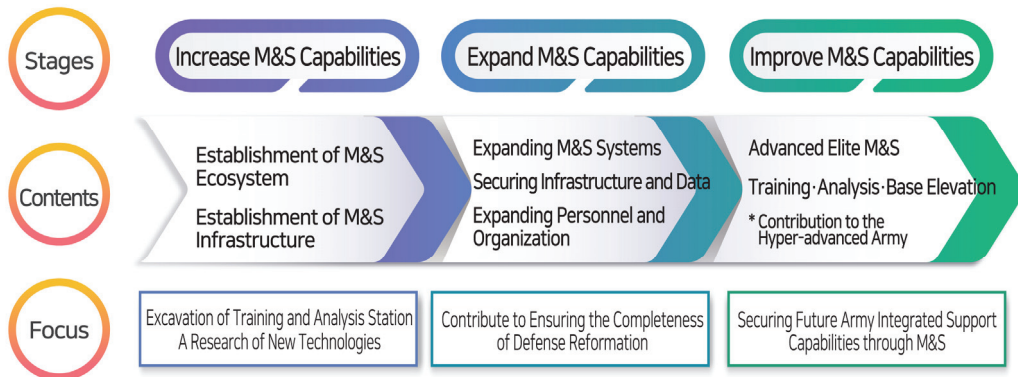 Stages
Increase M&S Capabilities
Expand M&S Capabilities
Improve M&S Capabilities
Contents
Establishment of M&S
Ecosystem
Establishment of M&S
Infrastructure
Expanding M&S Systems
Securing Infrastructure and Data
Expanding Personnel and
Organization
Advanced Elite M&S
Training·Analysis·Base Elevation
* Contribution to the
Hyper-advanced Army
Focus
Excavation of Training and Analysis Station
A Research of New Technologies
Contribute to Ensuring the Completeness
of Defense Reformation
Securing Future Army Integrated Support
Capabilities through M&S